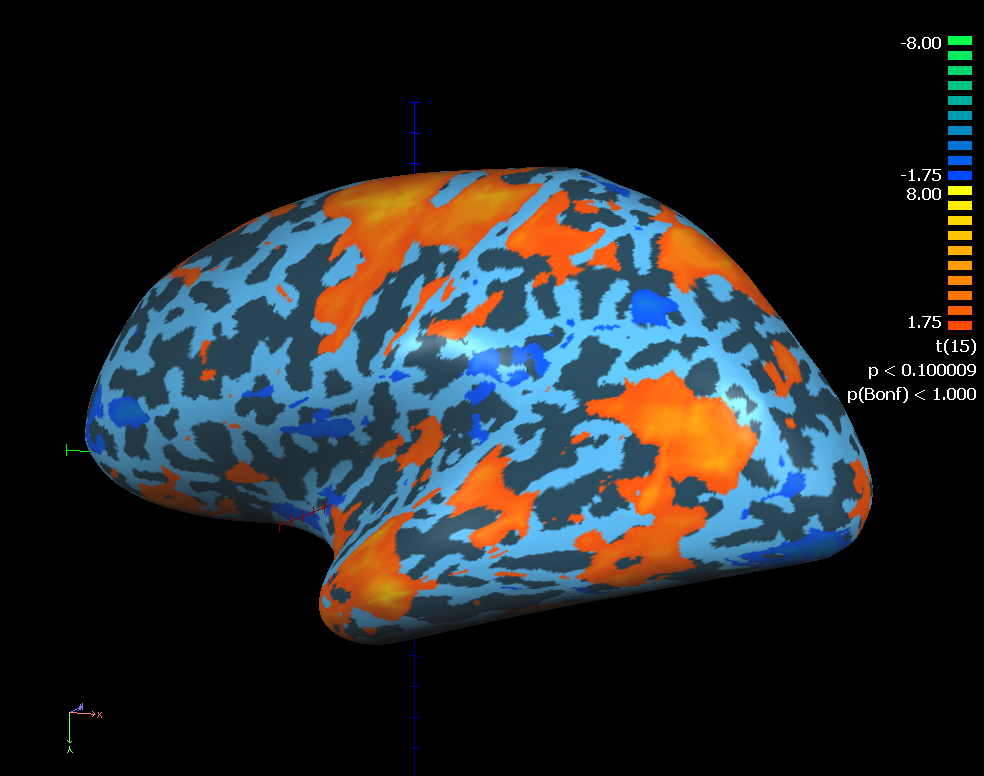 -8.00
-1.75
8.00
1.75
t(15)
p < 0.100009
p(Bonf) < 1.000
X